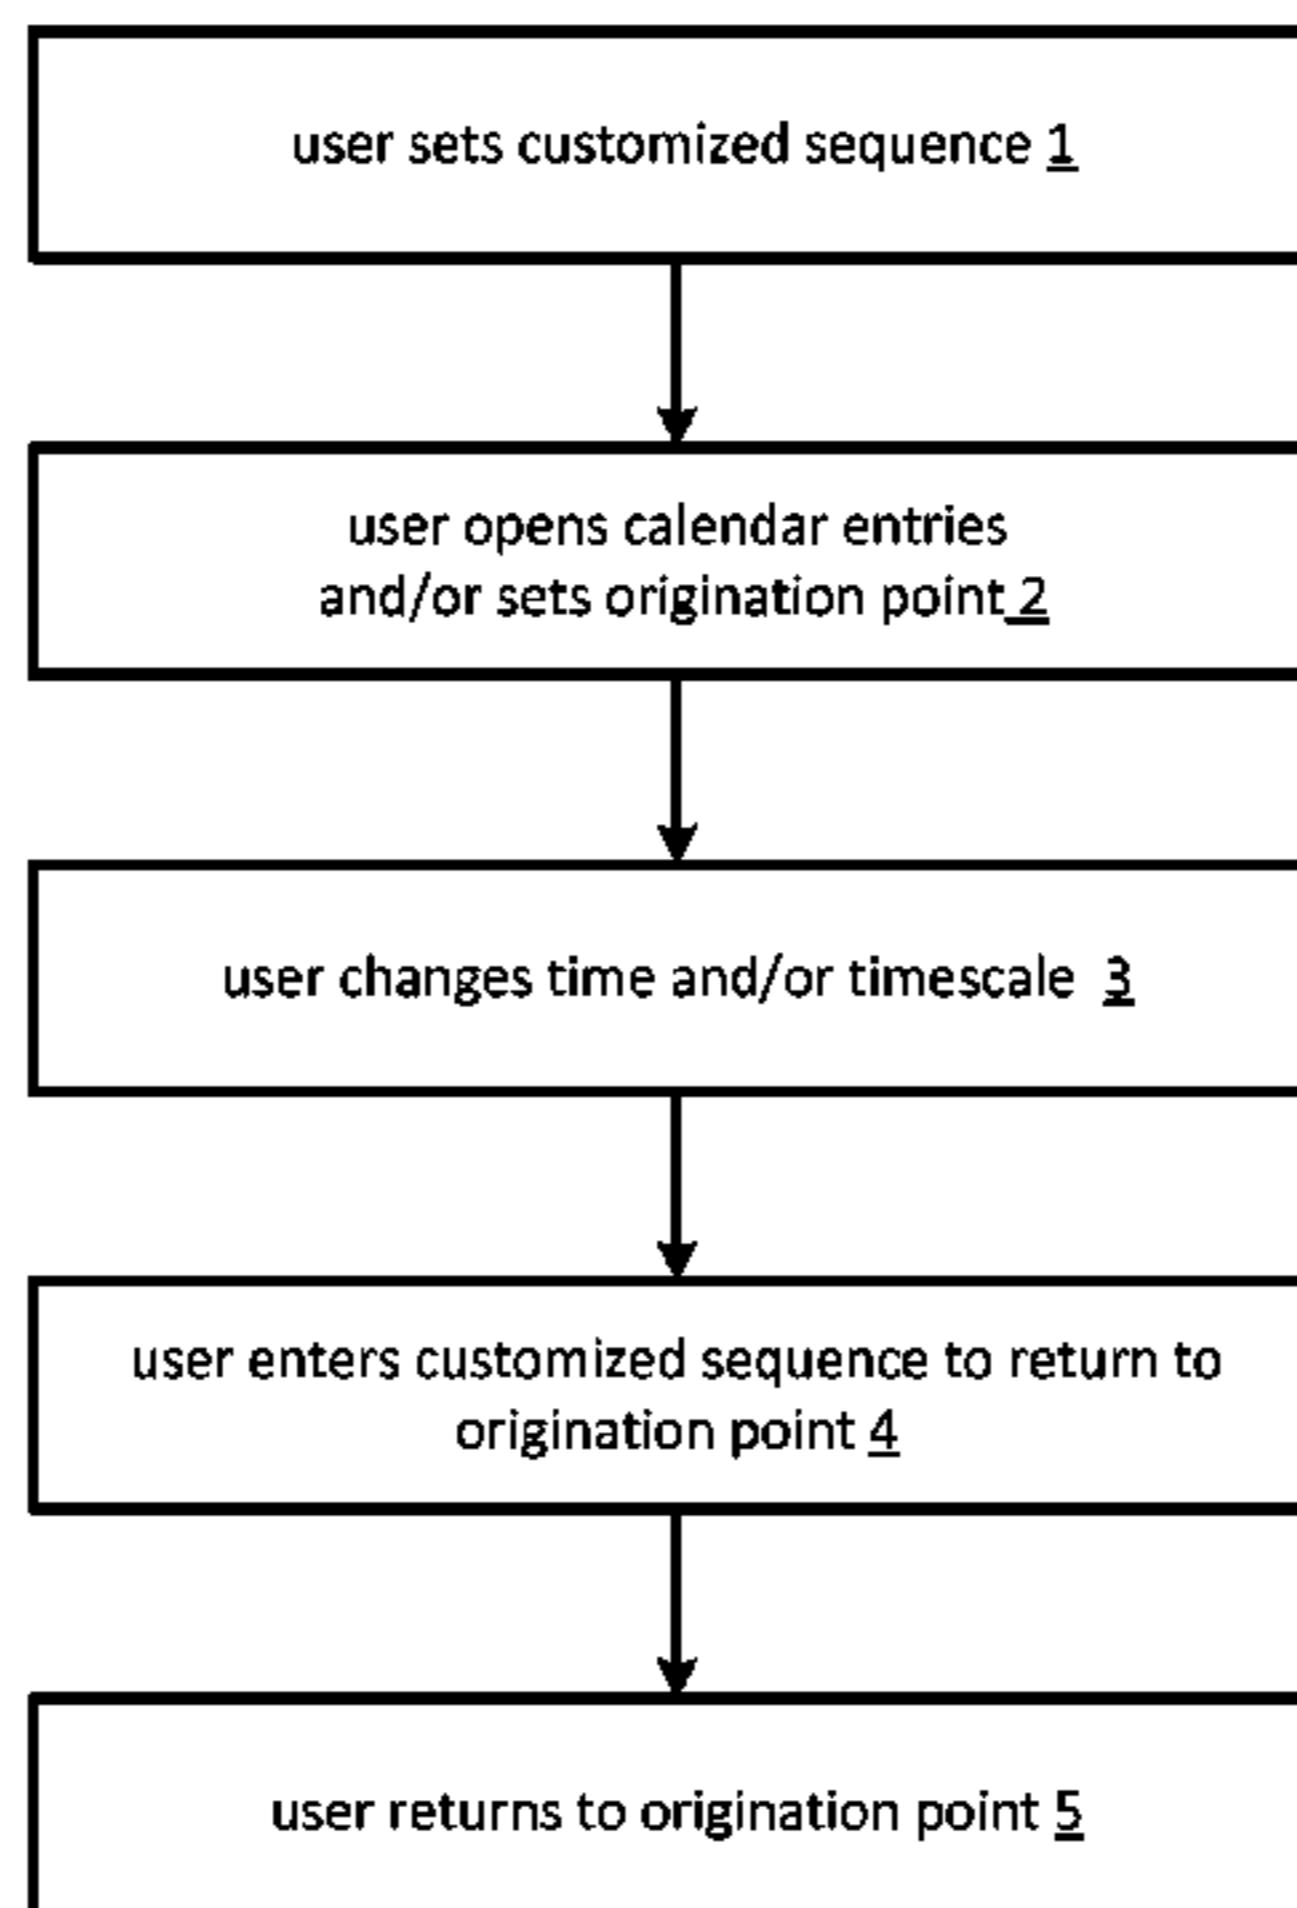 user sets customized sequence 1
user opens calendar entries
and/or sets origination point 2
user changes time and/or timescale 3
user enters customized sequence to return to
origination point 4
user returns to origination point 5